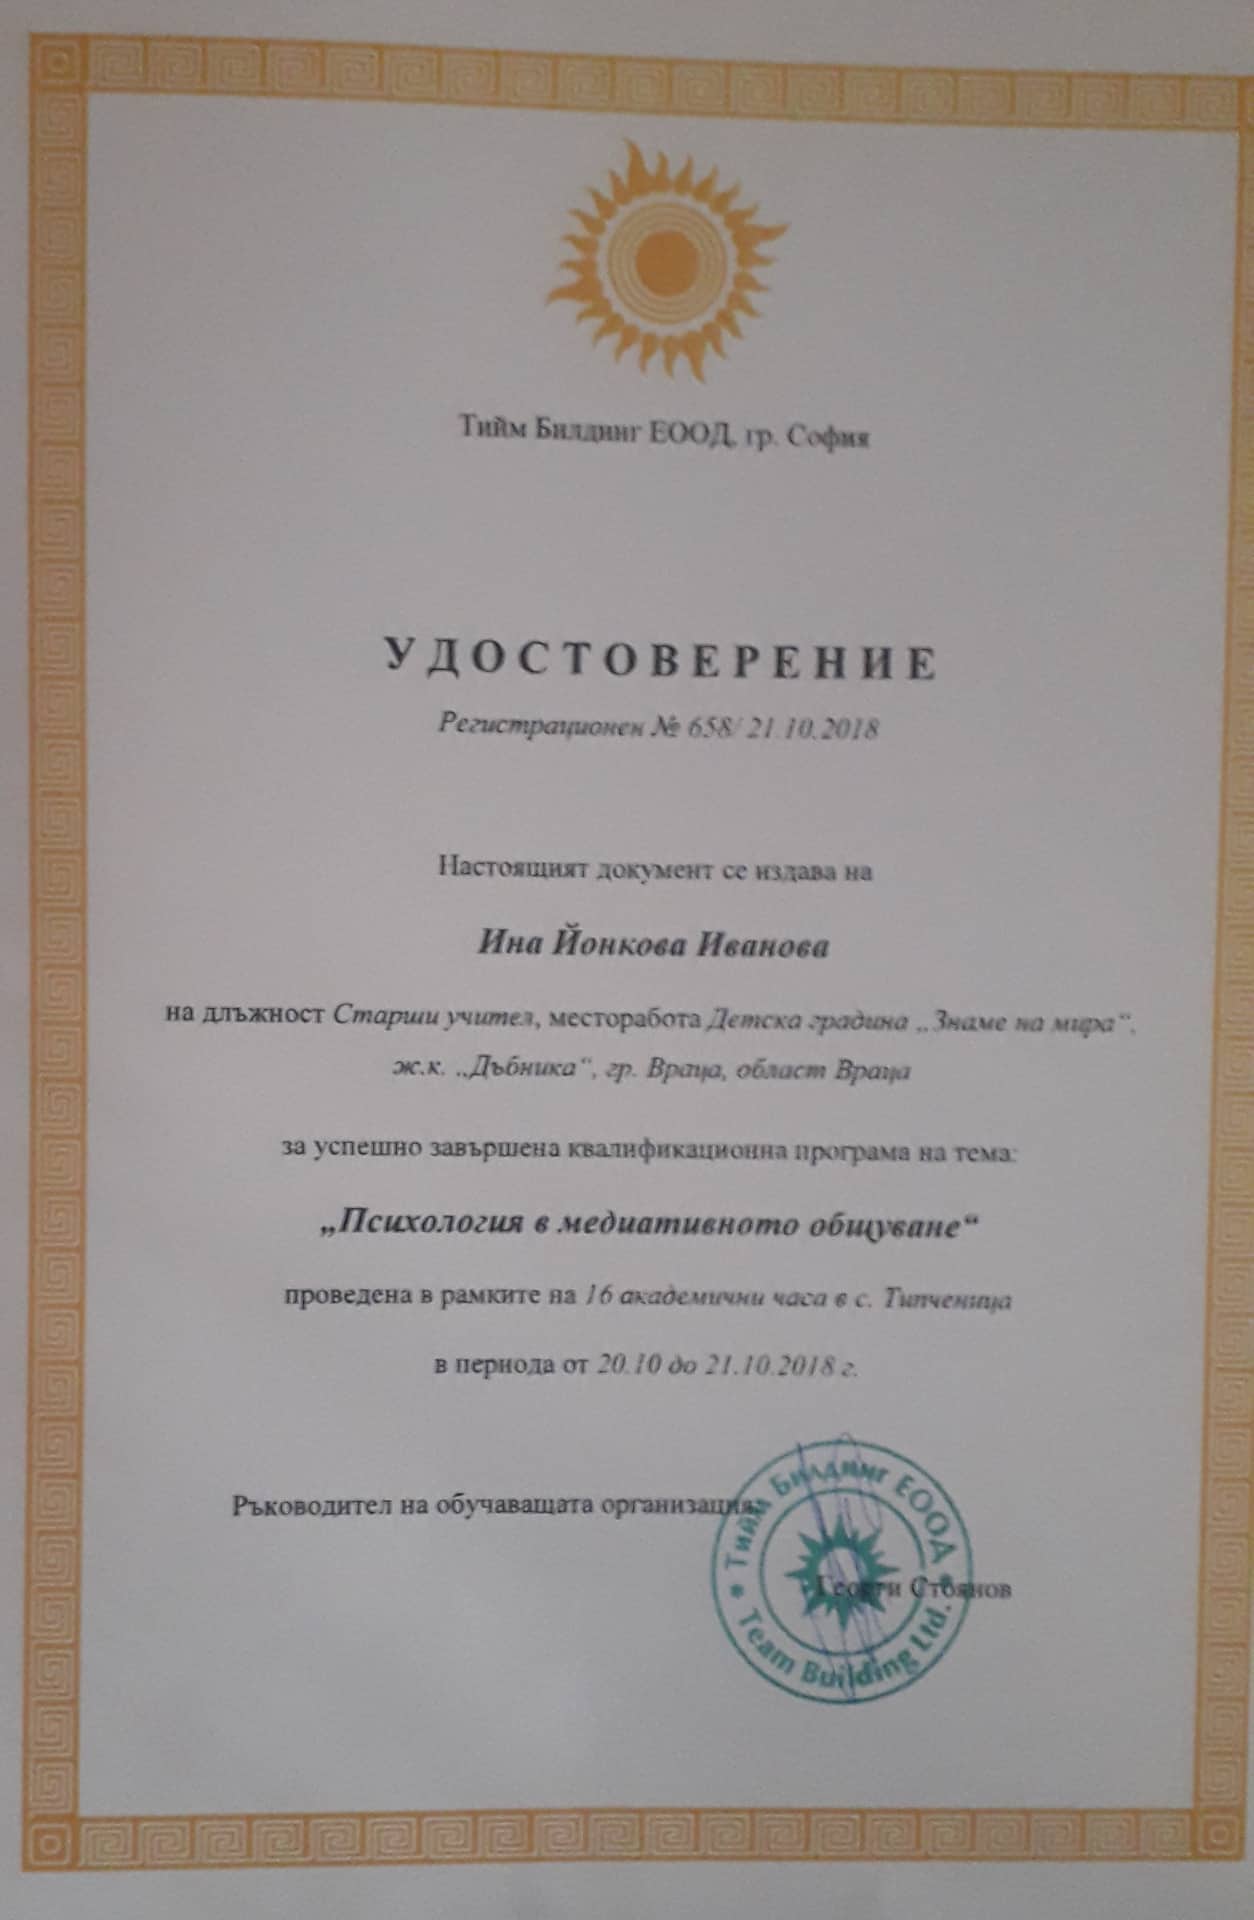 Тийм Билдинг ЕООД, гр. София
УДОСТОВЕРЕНИЕ
Регистрационен № 658/ 21.10.2018
Настоящият документ се издава на
Ина Йонкова Иванова
на длъжност Старши учител, месторабота Детска градина „Знаме на мира“,
ж.к. „Дъбника“, гр. Враца, област Враца
за успешно завършена квалификационна програма на тема:
„Психология в медиативното общуване“
проведена в рамките на 16 академични часа в с. Типченица
в периода от 20.10 до 21.10.2018 г.
Ръководител на обучаващата организация:
Тийм Билдинг ЕООД
Георги Стоянов
Team Building Ltd.